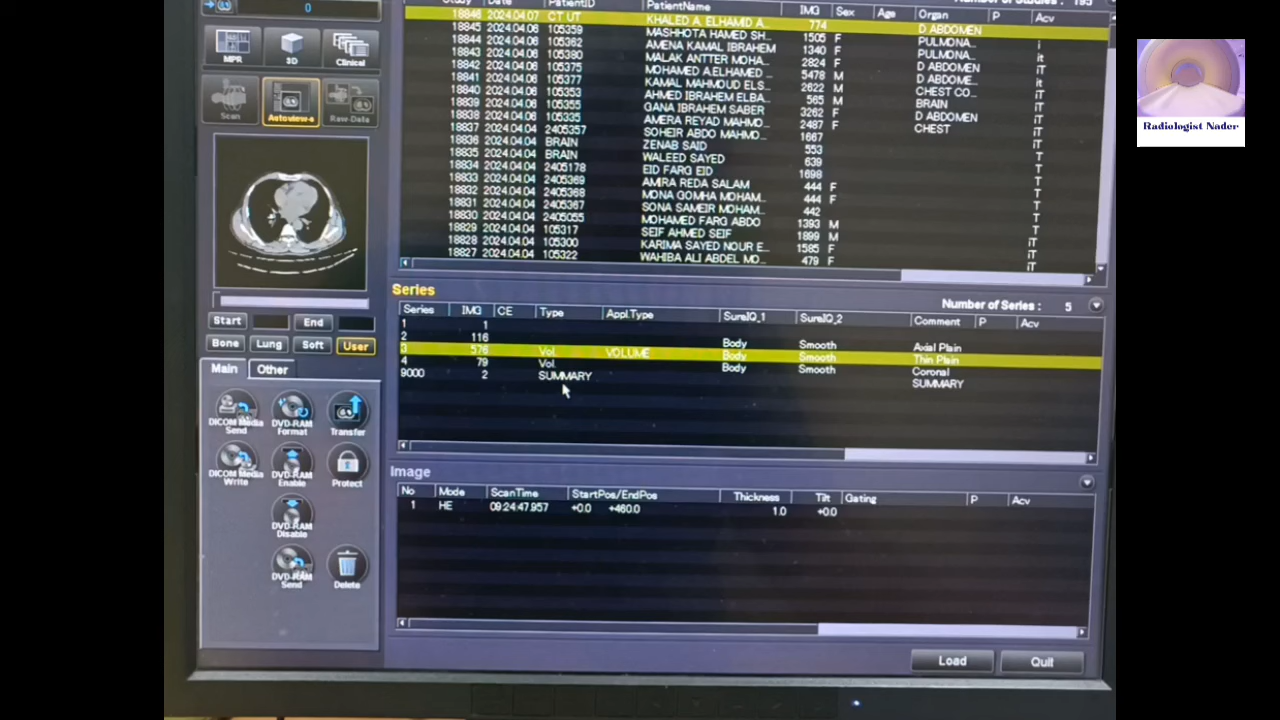 0
MPR 3D Clinical
Scan Autoview-s Raw-Data
Start End
Bone Lung Soft User
Main Other
DICOM Media Send DVD-RAM Format Transfer
DICOM Media Write DVD-RAM Enable Protect
DVD-RAM Disable
DVD-RAM Send Delete
Study Date PatientID PatientName IMG Sex Age Organ P Acv
18846 2024.04.07 CT UT KHALED A. ELHAMID A... 774 D ABDOMEN
18845 2024.04.06 105359 MASHHOTA HAMED SH... 1505 F PULMONA...
18844 2024.04.06 105362 AMENA KAMAL IBRAHEM 1340 F PULMONA...
18843 2024.04.06 105380 MALAK ANTTER MOHA... 2824 F D ABDOMEN
18842 2024.04.06 105375 MOHAMED A.ELHAMED 5478 M D ABDOME...
18841 2024.04.06 105377 KAMAL MAHMOUD ELS... 2622 M CHEST CO...
18840 2024.04.06 105353 AHMED IBRAHEM ELBA... 565 M BRAIN
18839 2024.04.06 105355 GANA IBRAHEM SABER 3262 F D ABDOMEN
18838 2024.04.06 105335 AMERA REYAD MAHMO... 2487 F CHEST
18837 2024.04.04 2405357 SOHEIR ABDO MAHMO... 1667
18836 2024.04.04 BRAIN ZENAB SAID 553
18835 2024.04.04 BRAIN WALEED SAYED 639
18834 2024.04.04 2405178 EID FARG EID 1698
18833 2024.04.04 2405369 AMIRA REDA SALAM 444 F
18832 2024.04.04 2405368 MONA GOMHA MOHAM... 444 F
18831 2024.04.04 2405367 SONA SAMEIR MOHAM... 442
18830 2024.04.04 2405055 MOHAMED FARG ABDO 1393 M
18829 2024.04.04 105317 SEIF AHMED SEIF 1899 M
18828 2024.04.04 105300 KARIMA SAYED NOUR E... 1585 F
18827 2024.04.04 105322 WAHIBA ALI ABDEL MO... 479 F
Series
Number of Series : 5
Series IMG CE Type Appl.Type SureIQ_1 SureIQ_2 Comment P Acv
1 1
2 116 Body Smooth Axial Plain
3 576 Vol. VOLUME Body Smooth Thin Plain
4 79 Vol. Body Smooth Coronal
9000 2 SUMMARY SUMMARY
Image
No Mode ScanTime StartPos/EndPos Thickness Tilt Gating P Acv
1 HE 09:24:47.957 +0.0 +460.0 1.0 +0.0
Load Quit
Radiologist Nader